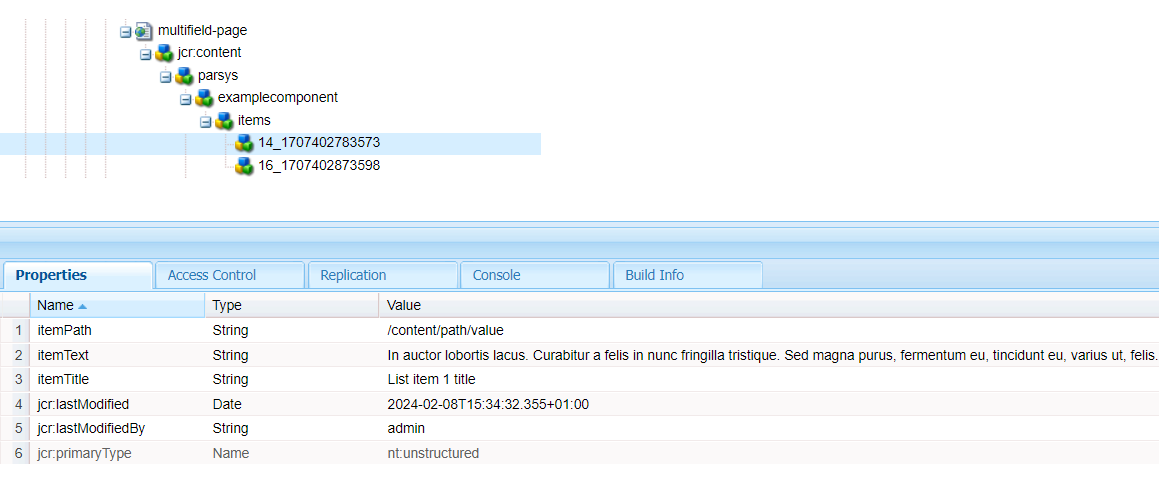 multifield-page
jcr:content
parsys
examplecomponent
items
14_1707402783573
16_1707402873598
Properties Access Control Replication Console Build Info
Name Type Value
1 itemPath String /content/path/value
2 itemText String In auctor lobortis lacus. Curabitur a felis in nunc fringilla tristique. Sed magna purus, fermentum eu, tincidunt eu, varius ut, felis.
3 itemTitle String List item 1 title
4 jcr:lastModified Date 2024-02-08T15:34:32.355+01:00
5 jcr:lastModifiedBy String admin
6 jcr:primaryType Name nt:unstructured